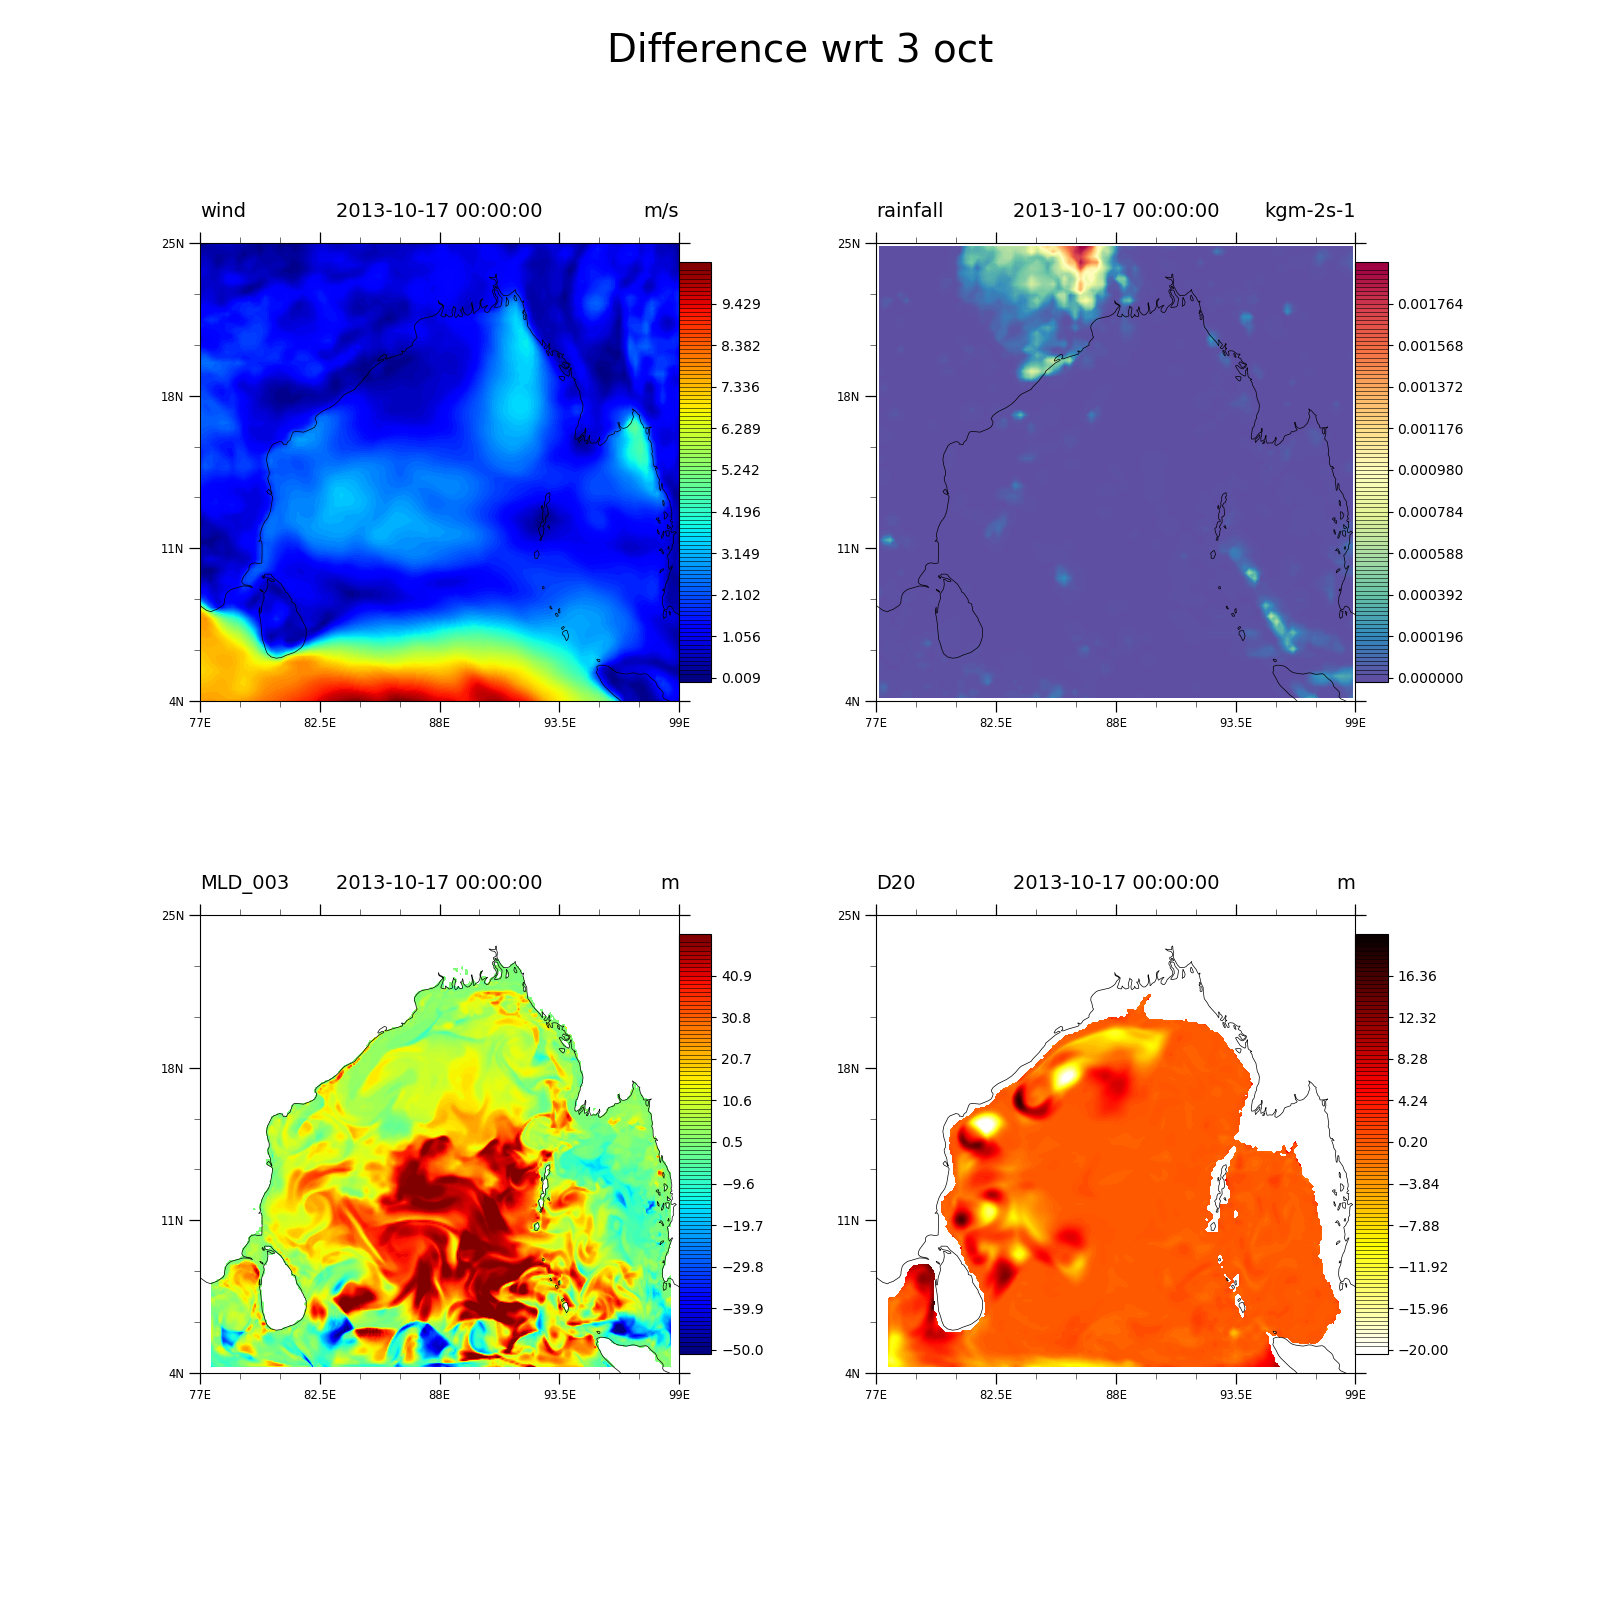 Difference wrt 3 oct
wind 2013-10-17 00:00:00 m/s
25N
18N
11N
4N
77E 82.5E 88E 93.5E 99E
9.429
8.382
7.336
6.289
5.242
4.196
3.149
2.102
1.056
0.009
rainfall 2013-10-17 00:00:00 kgm-2s-1
25N
18N
11N
4N
77E 82.5E 88E 93.5E 99E
0.001764
0.001568
0.001372
0.001176
0.000980
0.000784
0.000588
0.000392
0.000196
0.000000
MLD_003 2013-10-17 00:00:00 m
25N
18N
11N
4N
77E 82.5E 88E 93.5E 99E
40.9
30.8
20.7
10.6
0.5
−9.6
−19.7
−29.8
−39.9
−50.0
D20 2013-10-17 00:00:00 m
25N
18N
11N
4N
77E 82.5E 88E 93.5E 99E
16.36
12.32
8.28
4.24
0.20
−3.84
−7.88
−11.92
−15.96
−20.00